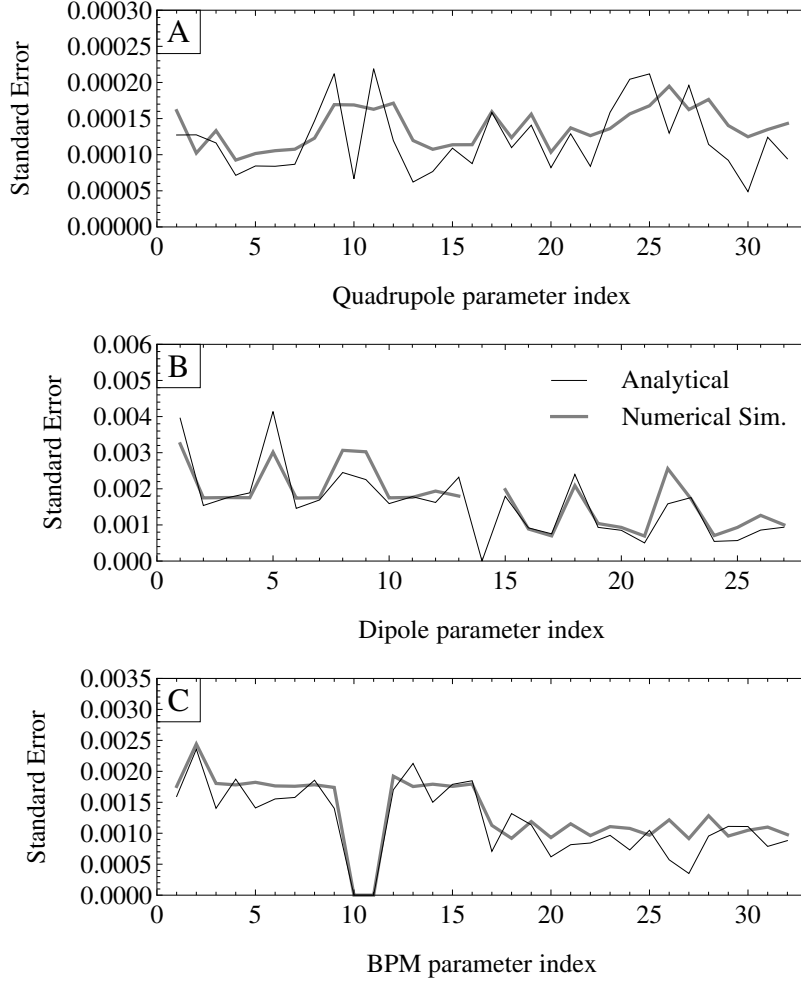 A
Standard Error
0.00030
0.00025
0.00020
0.00015
0.00010
0.00005
0.00000
0 5 10 15 20 25 30
Quadrupole parameter index
B
Standard Error
0.006
0.005
0.004
0.003
0.002
0.001
0.000
Analytical
Numerical Sim.
0 5 10 15 20 25
Dipole parameter index
C
Standard Error
0.0035
0.0030
0.0025
0.0020
0.0015
0.0010
0.0005
0.0000
0 5 10 15 20 25 30
BPM parameter index